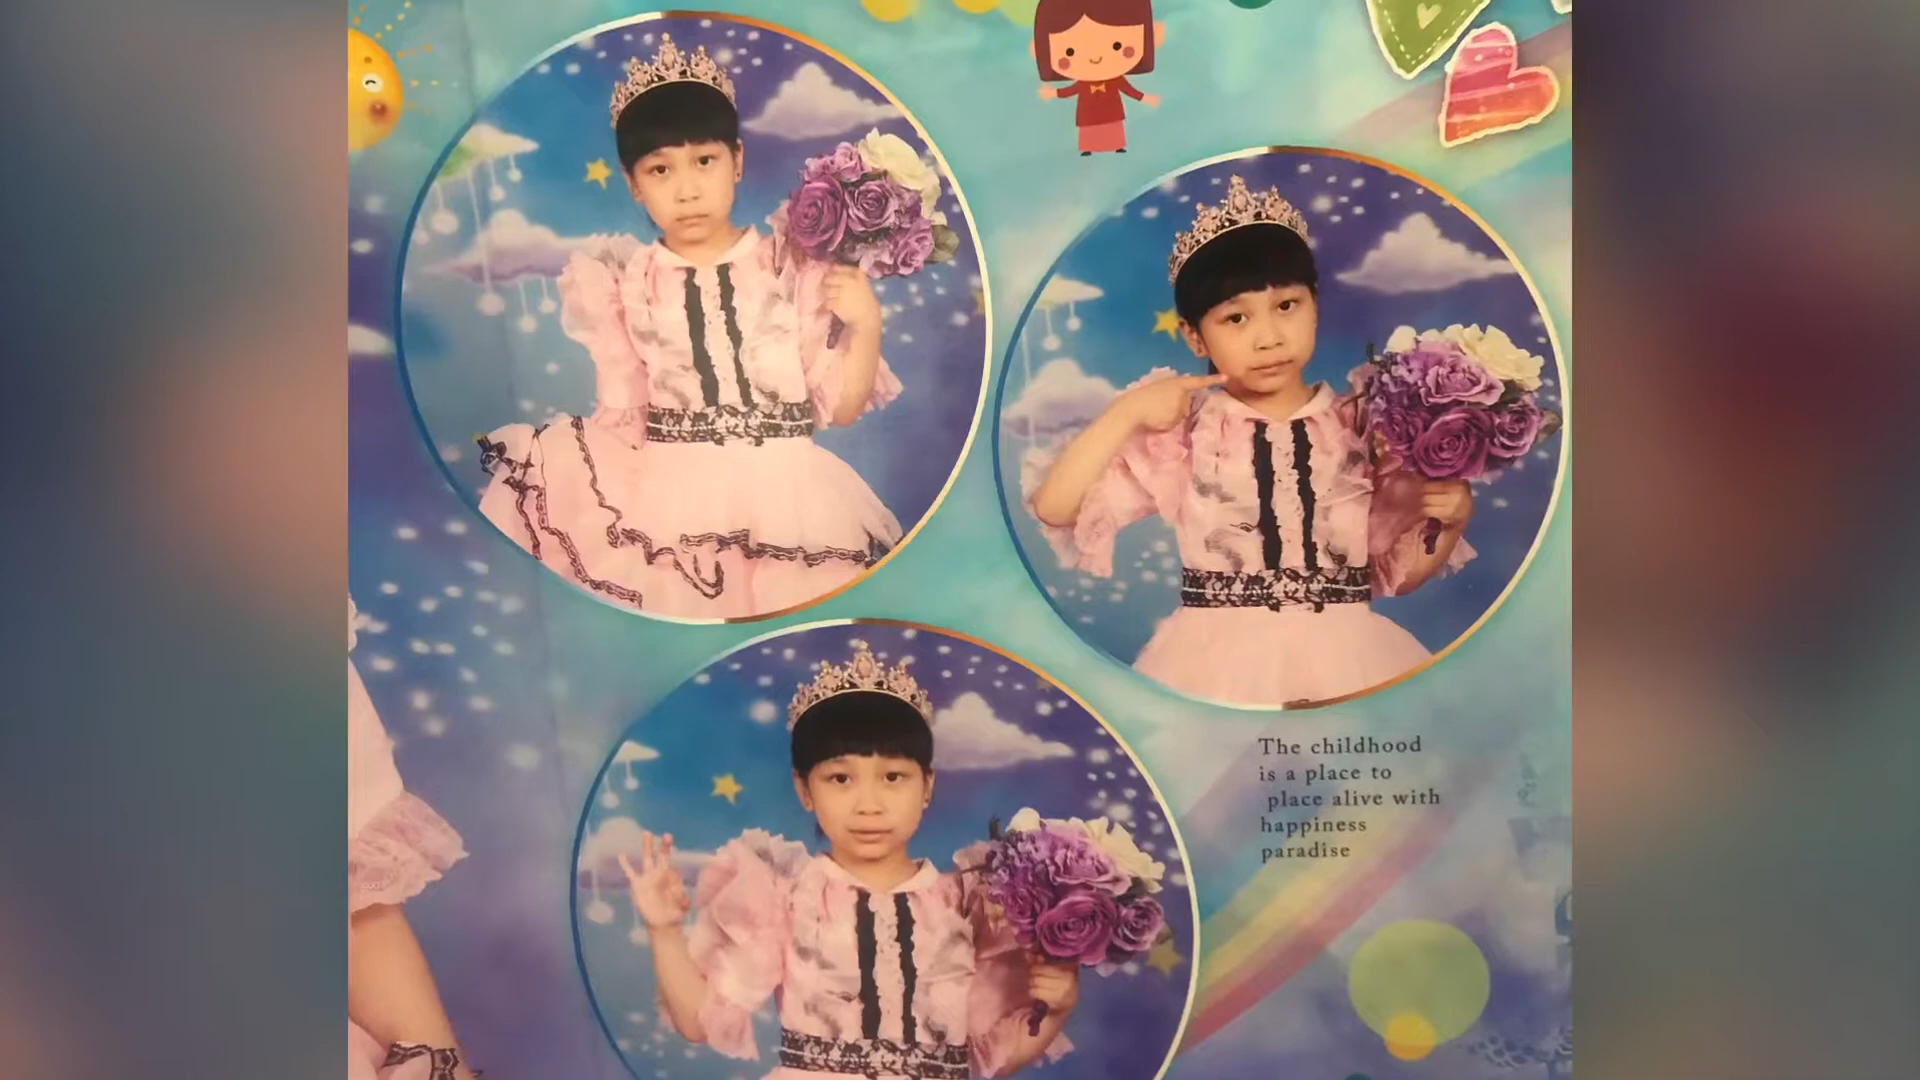 The childhood
is a place to
place alive with
happiness
paradise